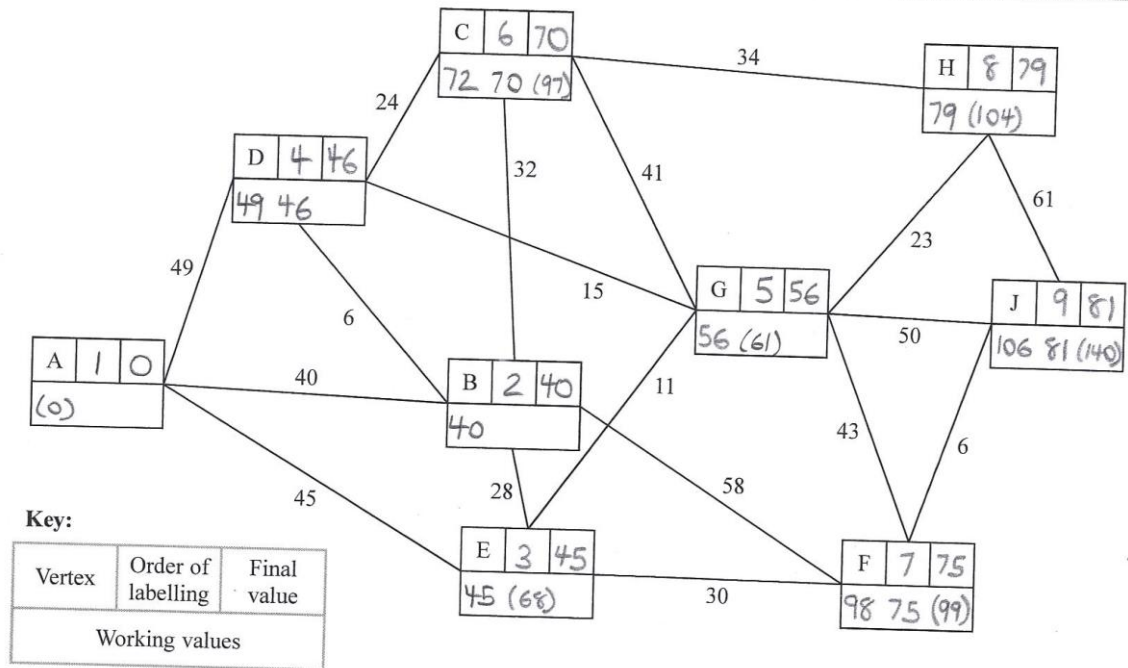 C 6 70
72 70 (97)
34
H 8 79
79 (104)
24
D 4 46
49 46
32
41
61
23
49
15
6
G 5 56
56 (61)
J 9 81
106 81 (140)
50
A 1 0
(0)
40
B 2 40
40
11
43
6
28
58
45
E 3 45
45 (68)
30
F 7 75
98 75 (99)
Key:
Vertex Order of labelling Final value
Working values